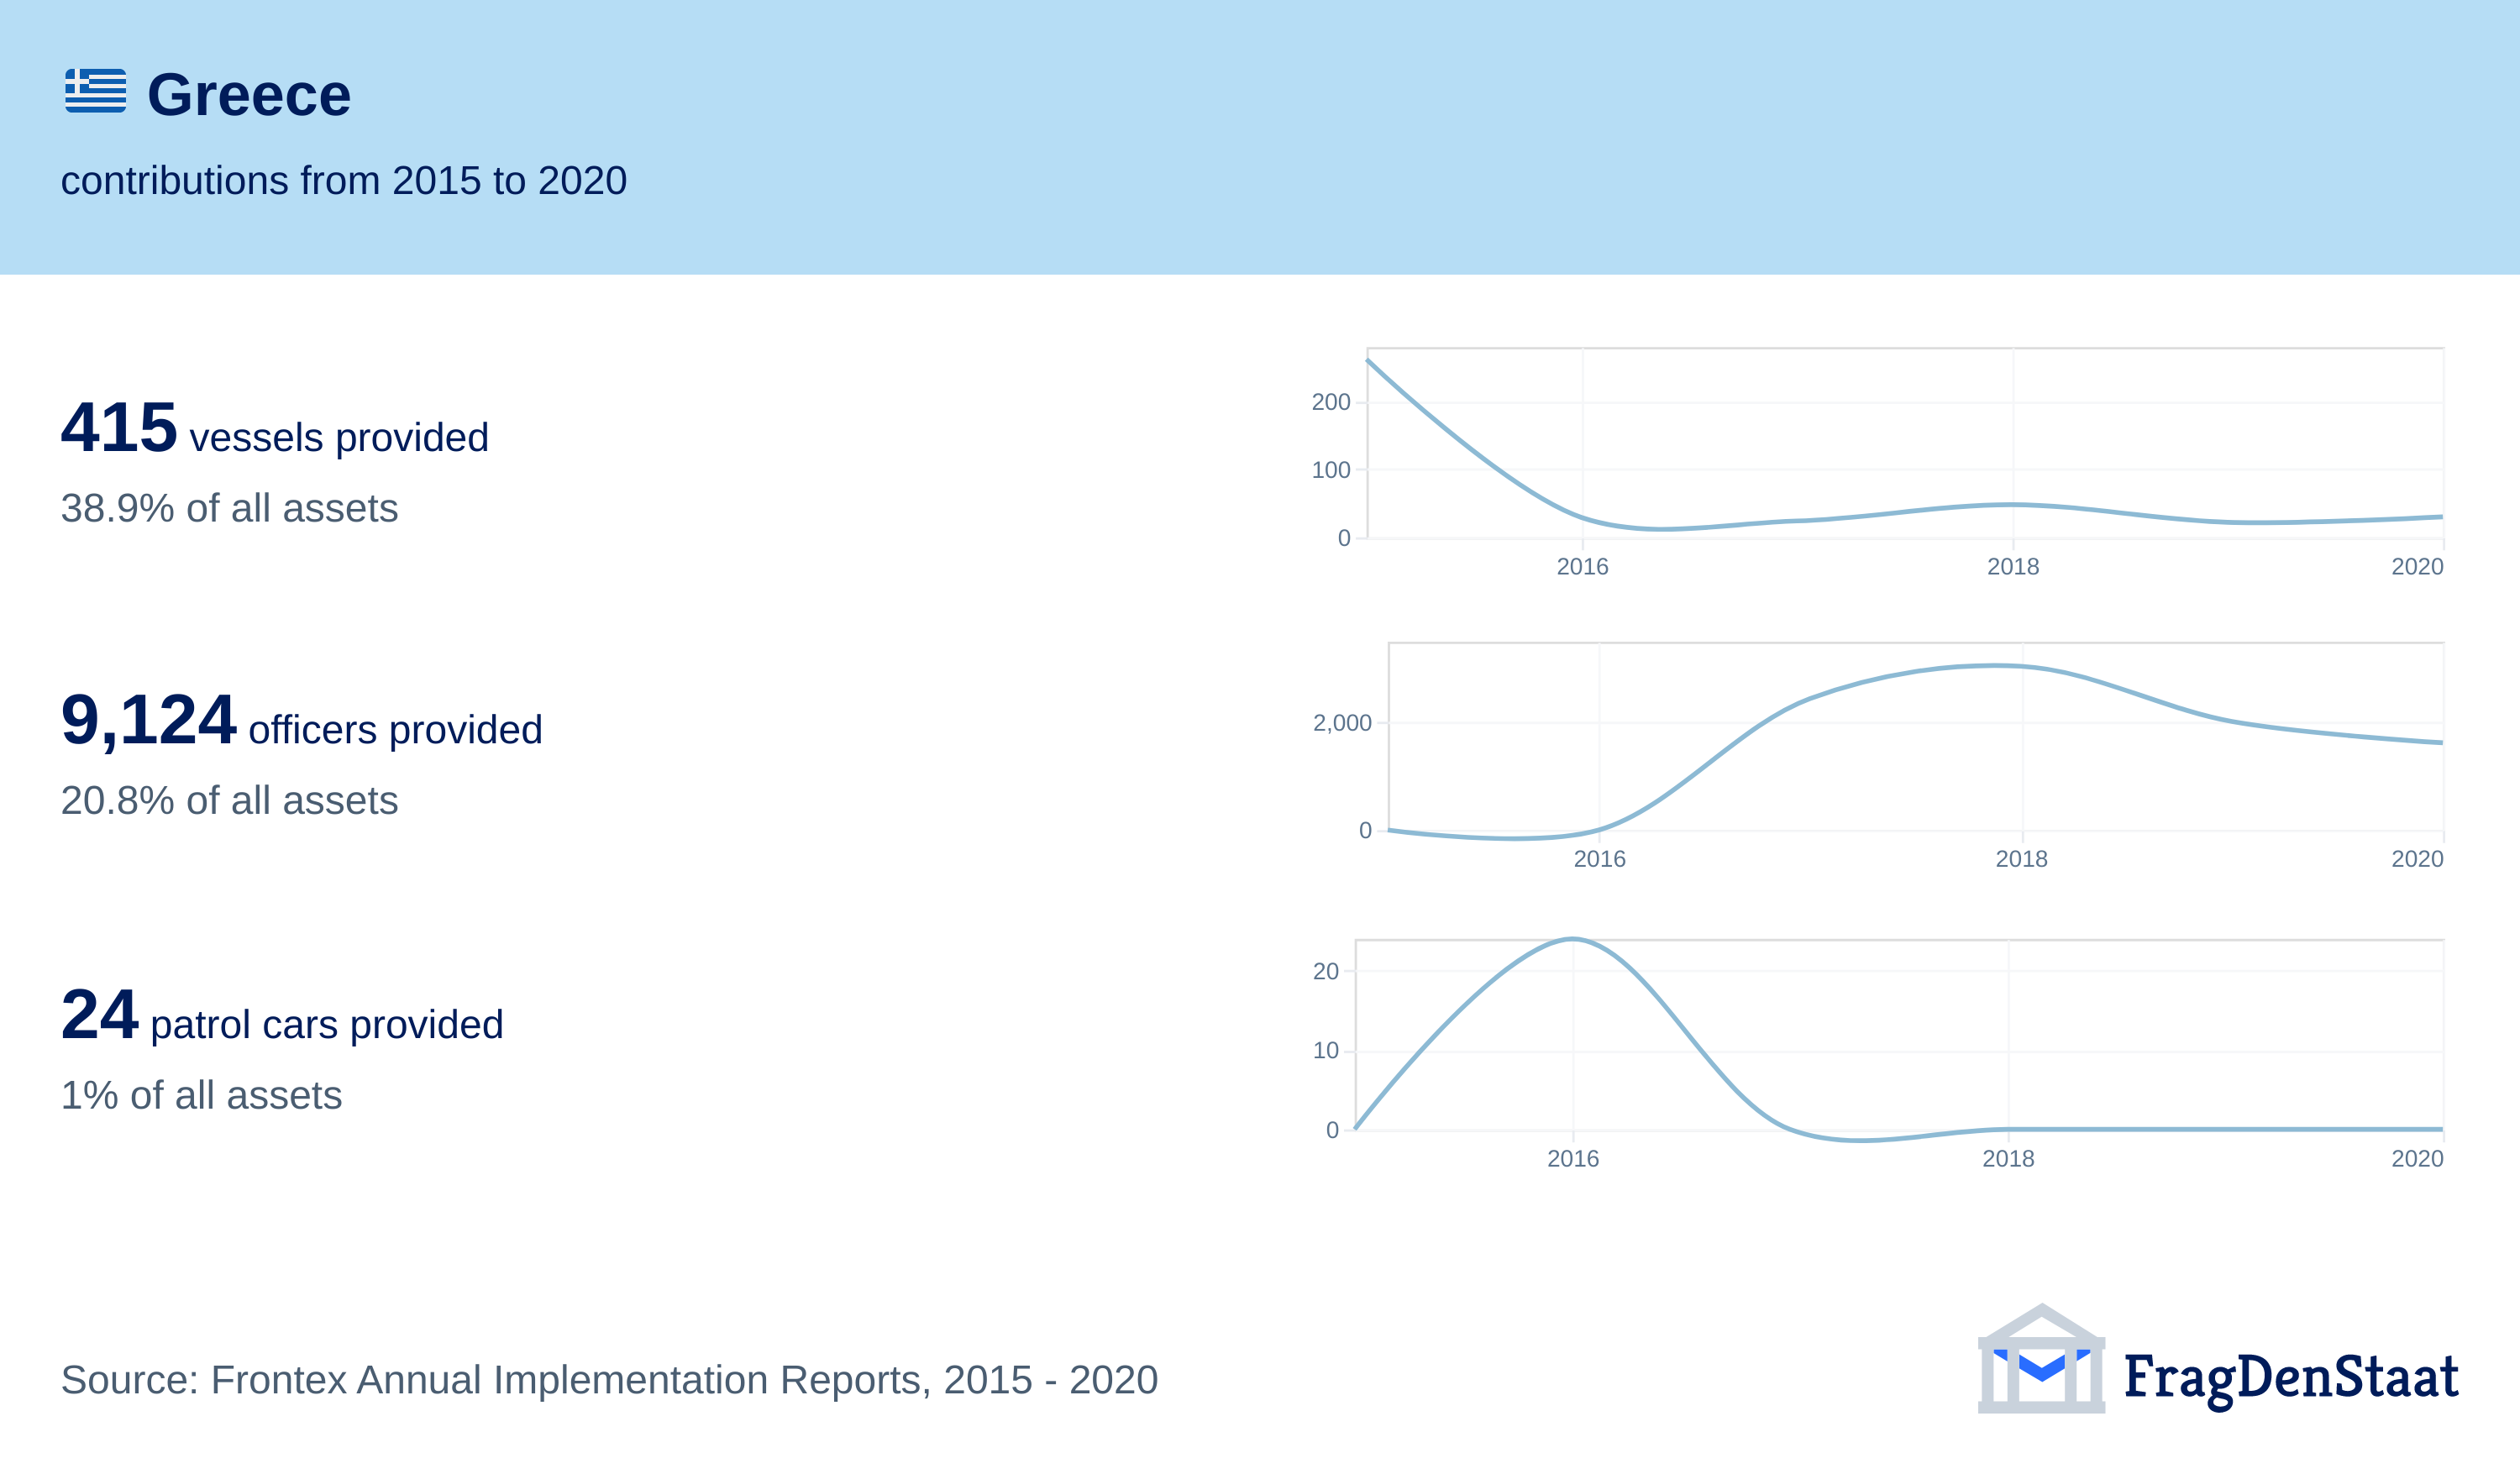 Greece
contributions from 2015 to 2020
415 vessels provided
38.9% of all assets
200
100
0
2016 2018 2020
9,124 officers provided
20.8% of all assets
2,000
0
2016 2018 2020
24 patrol cars provided
1% of all assets
20
10
0
2016 2018 2020
Source: Frontex Annual Implementation Reports, 2015 - 2020
FragDenStaat